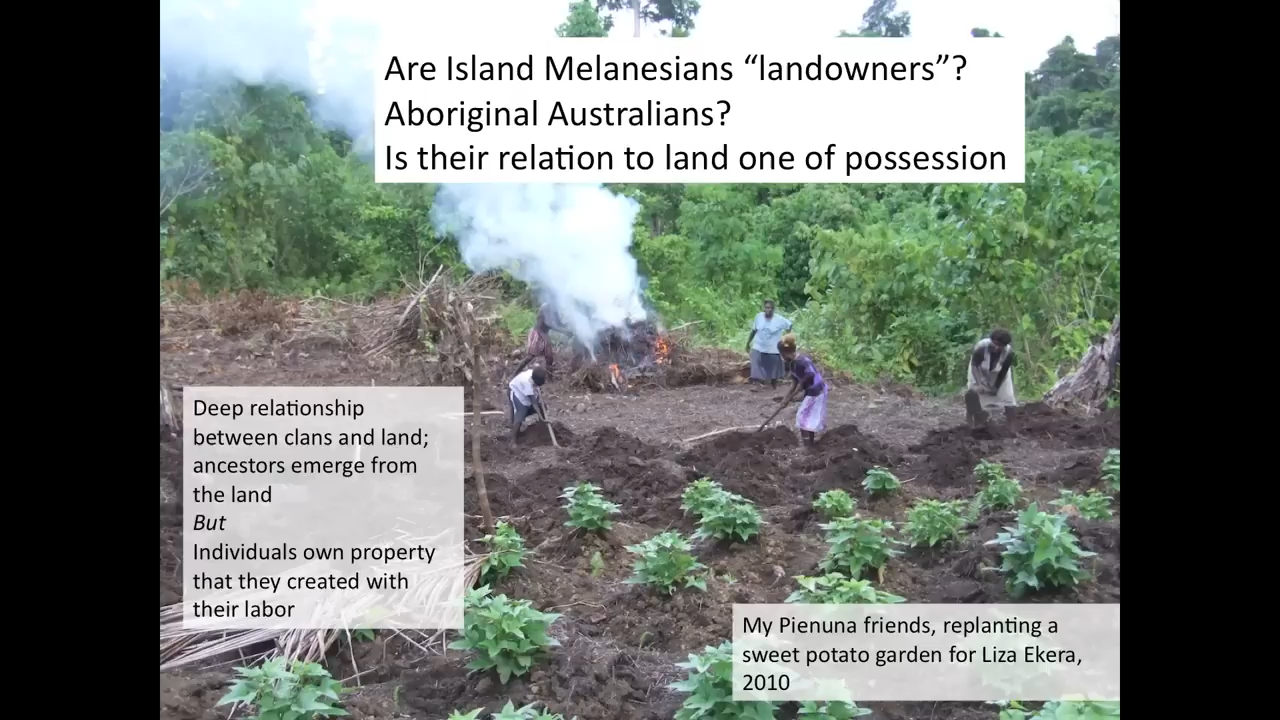 Are Island Melanesians “landowners”?
Aboriginal Australians?
Is their relation to land one of possession
Deep relationship
between clans and land;
ancestors emerge from
the land
But
Individuals own property
that they created with
their labor
My Pienuna friends, replanting a
sweet potato garden for Liza Ekera,
2010